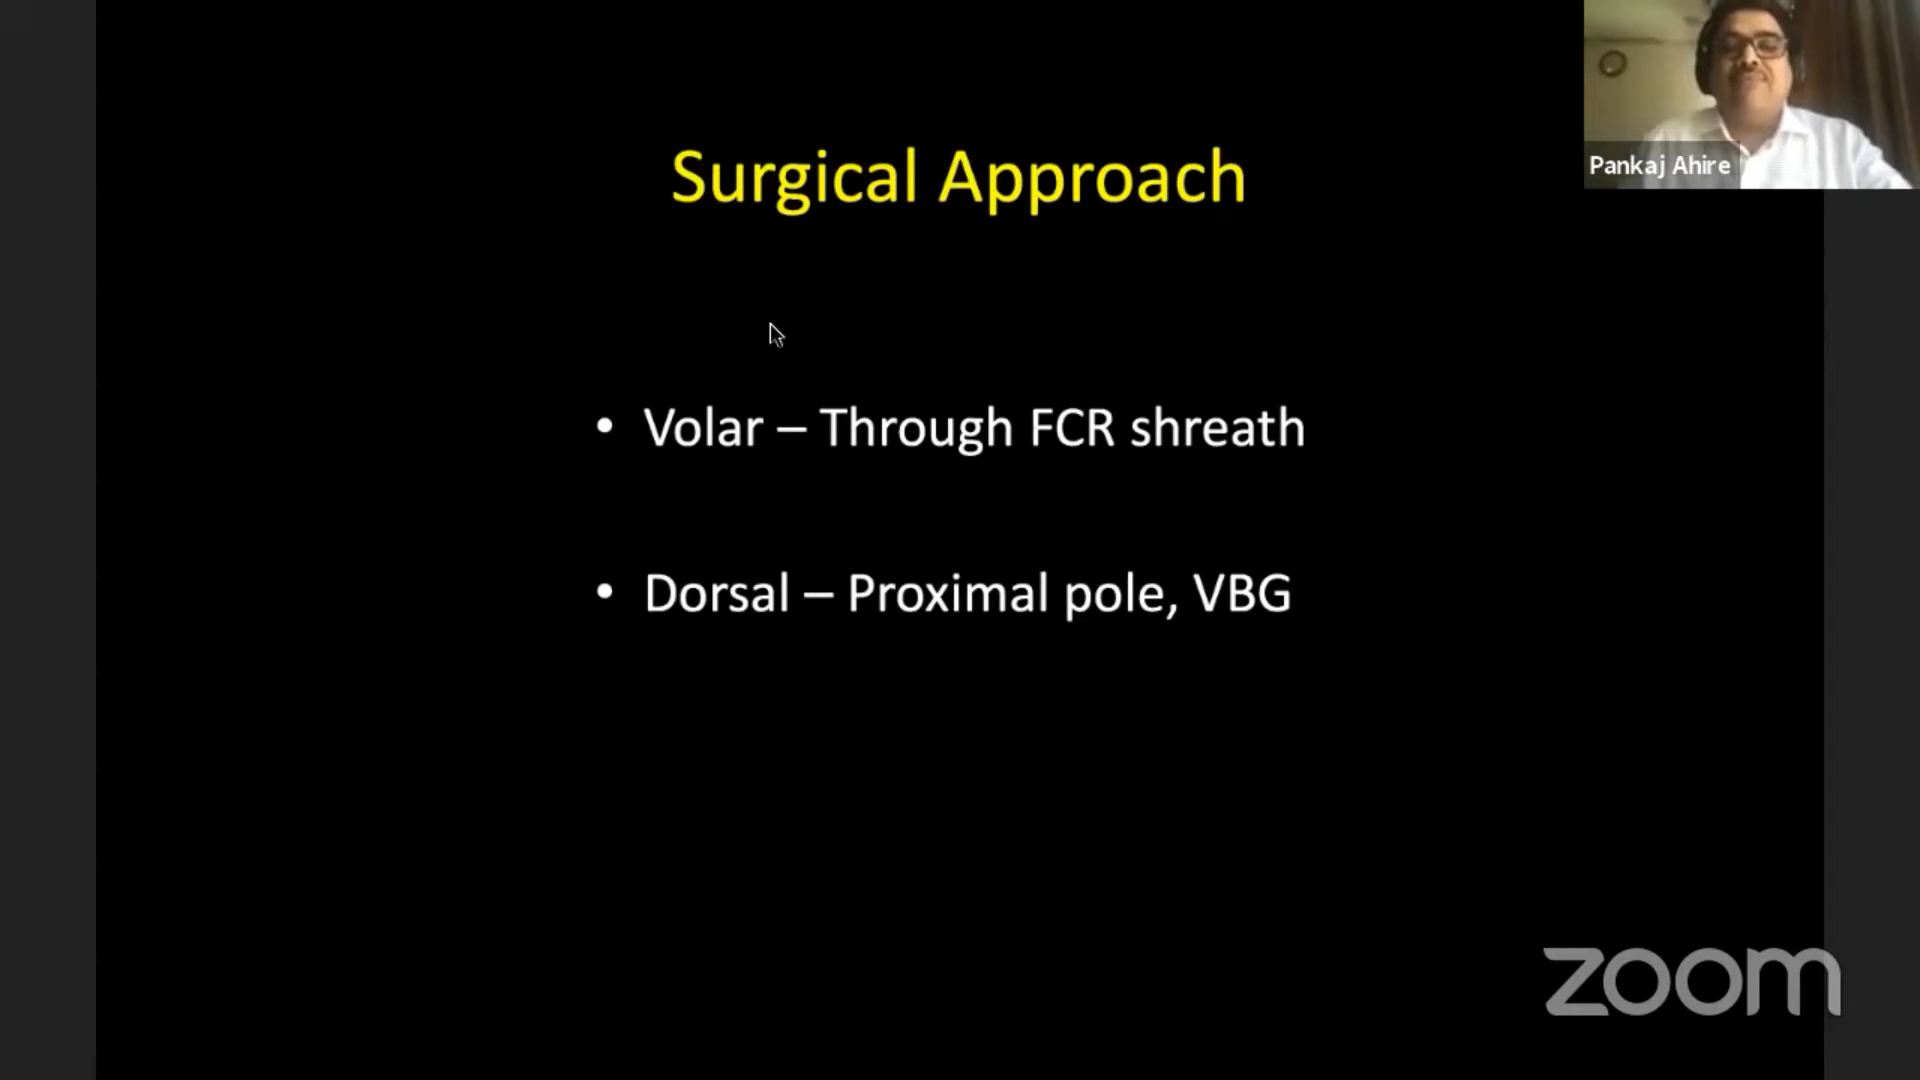 Surgical Approach
Pankaj Ahire
• Volar – Through FCR shreath
• Dorsal – Proximal pole, VBG
zoom